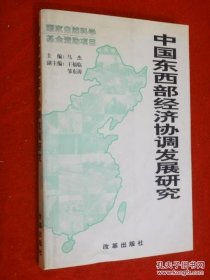 国家自然科学
基金资助项目
主编：马 杰
副主编：王福临
邹东涛
中国东西部经济协调发展研究
改革出版社